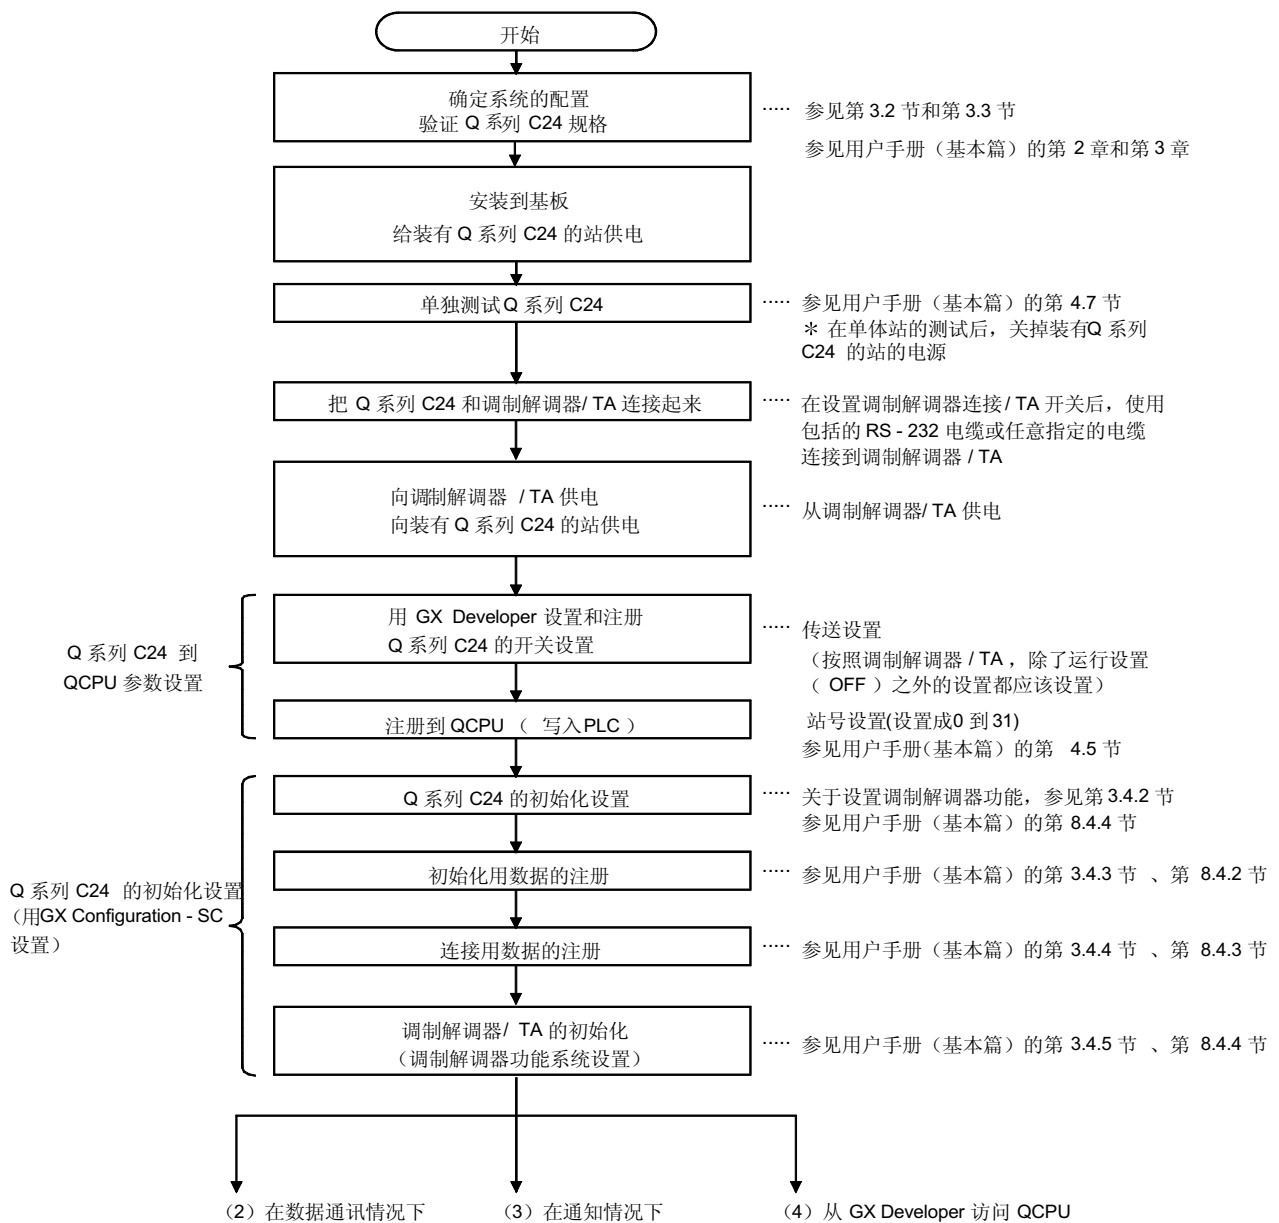 开始
确定系统的配置
验证 Q 系列 C24 规格
····· 参见第 3.2 节和第 3.3 节
参见用户手册（基本篇）的第 2 章和第 3 章
安装到基板
给装有 Q 系列 C24 的站供电
单独测试 Q 系列 C24
····· 参见用户手册（基本篇）的第 4.7 节
＊ 在单体站的测试后，关掉装有Q 系列
C24 的站的电源
把 Q 系列 C24 和调制解调器/ TA 连接起来
····· 在设置调制解调器连接 / TA 开关后，使用
包括的 RS - 232 电缆或任意指定的电缆
连接到调制解调器 / TA
向调制解调器 / TA 供电
向装有 Q 系列 C24 的站供电
····· 从调制解调器/ TA 供电
Q 系列 C24 到
QCPU 参数设置
用 GX Developer 设置和注册
Q 系列 C24 的开关设置
····· 传送设置
（按照调制解调器 / TA ，除了运行设置
（ OFF ）之外的设置都应该设置）
注册到 QCPU （ 写入 PLC ）
站号设置(设置成0 到 31)
参见用户手册(基本篇）的第 4.5 节
Q 系列 C24 的初始化设置
（用GX Configuration - SC
设置）
Q 系列 C24 的初始化设置
····· 关于设置调制解调器功能，参见第 3.4.2 节
参见用户手册（基本篇）的第 8.4.4 节
初始化用数据的注册
····· 参见用户手册（基本篇）的第 3.4.3 节 、第 8.4.2 节
连接用数据的注册
····· 参见用户手册（基本篇）的第 3.4.4 节 、第 8.4.3 节
调制解调器/ TA 的初始化
（调制解调器功能系统设置）
····· 参见用户手册（基本篇）的第 3.4.5 节 、第 8.4.4 节
（2）在数据通讯情况下
（3）在通知情况下
（4）从 GX Developer 访问 QCPU